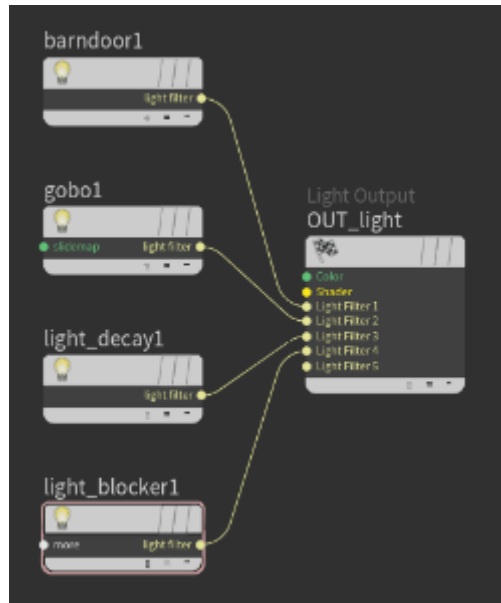 barndoor1
light filter
gobo1
slidemap
light filter
light_decay1
light filter
light_blocker1
more
light filter
Light Output
OUT_light
Color
Shader
Light Filter 1
Light Filter 2
Light Filter 3
Light Filter 4
Light Filter 5